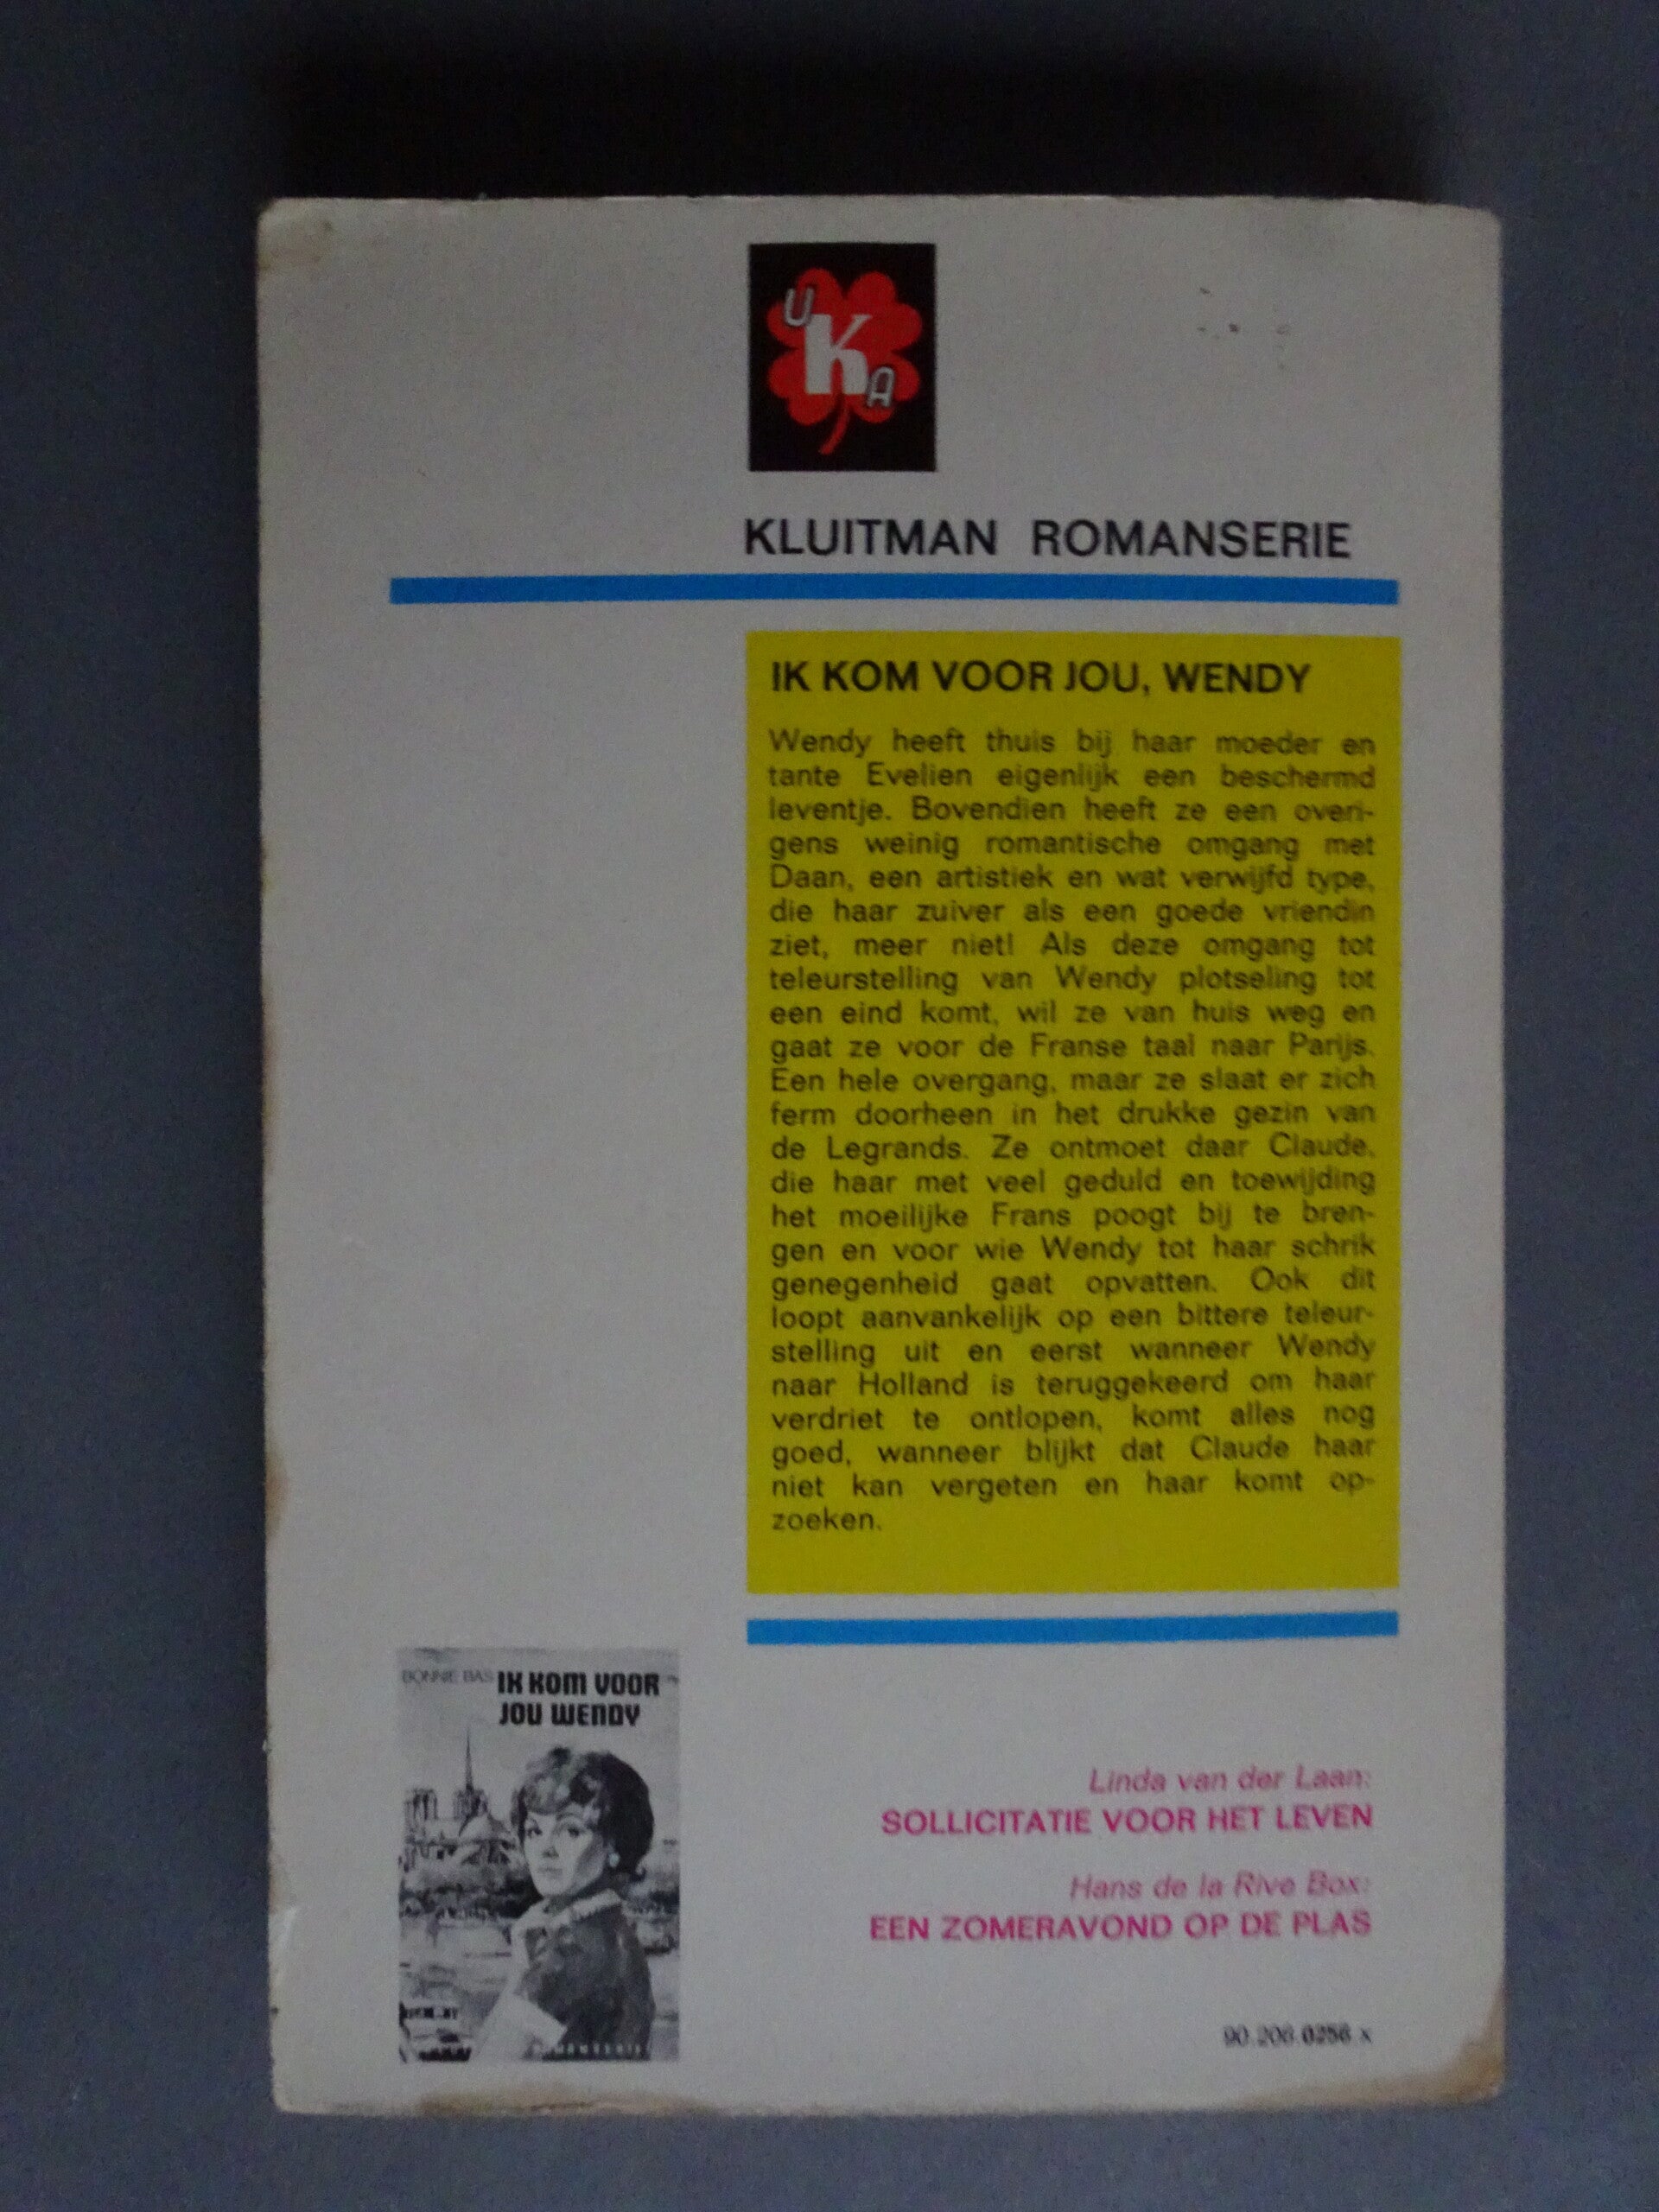 U
K
A
KLUITMAN ROMANSERIE
IK KOM VOOR JOU, WENDY
Wendy heeft thuis bij haar moeder en
tante Evelien eigenlijk een beschermd
leventje. Bovendien heeft ze een overi-
gens weinig romantische omgang met
Daan, een artistiek en wat verwijfd type,
die haar zuiver als een goede vriendin
ziet, meer niet! Als deze omgang tot
teleurstelling van Wendy plotseling tot
een eind komt, wil ze van huis weg en
gaat ze voor de Franse taal naar Parijs.
Een hele overgang, maar ze slaat er zich
ferm doorheen in het drukke gezin van
de Legrands. Ze ontmoet daar Claude,
die haar met veel geduld en toewijding
het moeilijke Frans poogt bij te bren-
gen en voor wie Wendy tot haar schrik
genegenheid gaat opvatten. Ook dit
loopt aanvankelijk op een bittere teleur-
stelling uit en eerst wanneer Wendy
naar Holland is teruggekeerd om haar
verdriet te ontlopen, komt alles nog
goed, wanneer blijkt dat Claude haar
niet kan vergeten en haar komt op-
zoeken.
BONNIE BAS
IK KOM VOOR
JOU WENDY
Linda van der Laan:
SOLLICITATIE VOOR HET LEVEN
Hans de la Rive Box:
EEN ZOMERAVOND OP DE PLAS
90.206.0256.x